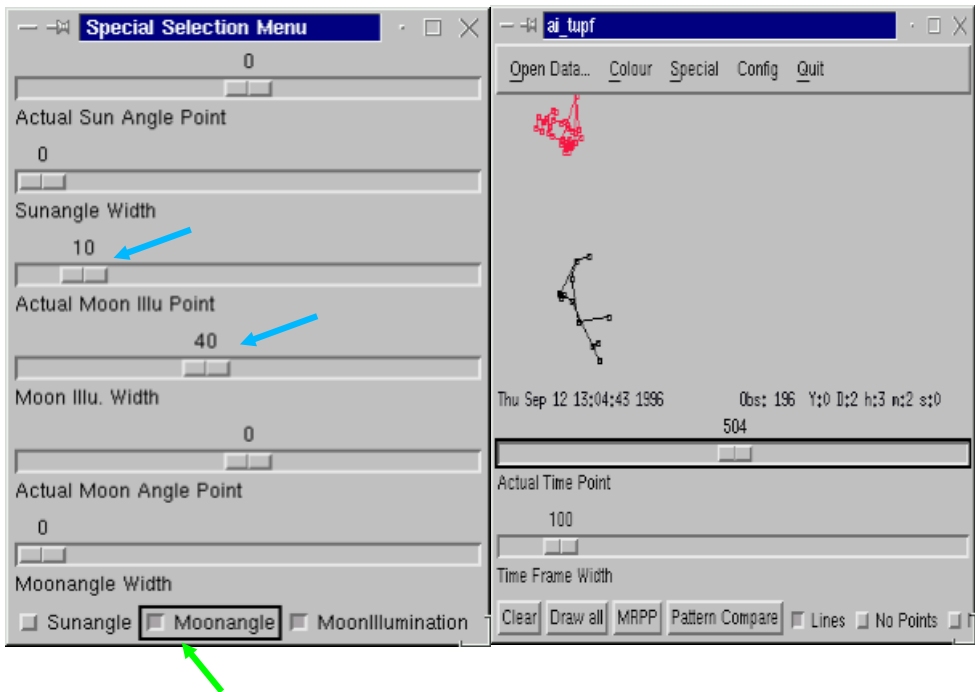 Special Selection Menu
0
Actual Sun Angle Point
0
Sunangle Width
10
Actual Moon Illu Point
40
Moon Illu. Width
0
Actual Moon Angle Point
0
Moonangle Width
Sunangle Moonangle MoonIllumination
ai_tupf
Open Data... Colour Special Config Quit
Thu Sep 12 13:04:43 1996 Obs: 196 Y:0 D:2 h:3 m:2 s:0
504
Actual Time Point
100
Time Frame Width
Clear Draw all MRPP Pattern Compare Lines No Points